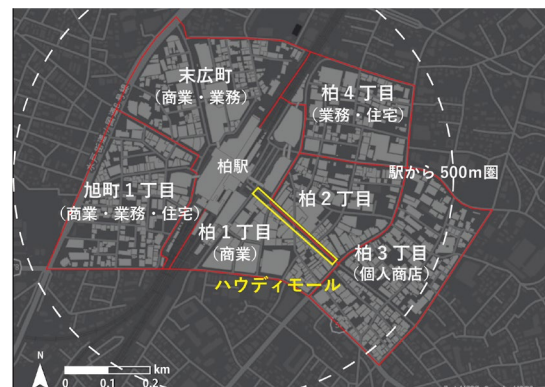 末広町
(商業・業務)
柏4丁目
(業務・住宅)
柏駅
駅から500m圏
旭町1丁目
(商業・業務・住宅)
柏2丁目
柏1丁目
(商業)
柏3丁目
(個人商店)
ハウディモール
N
km
0 0.1 0.2